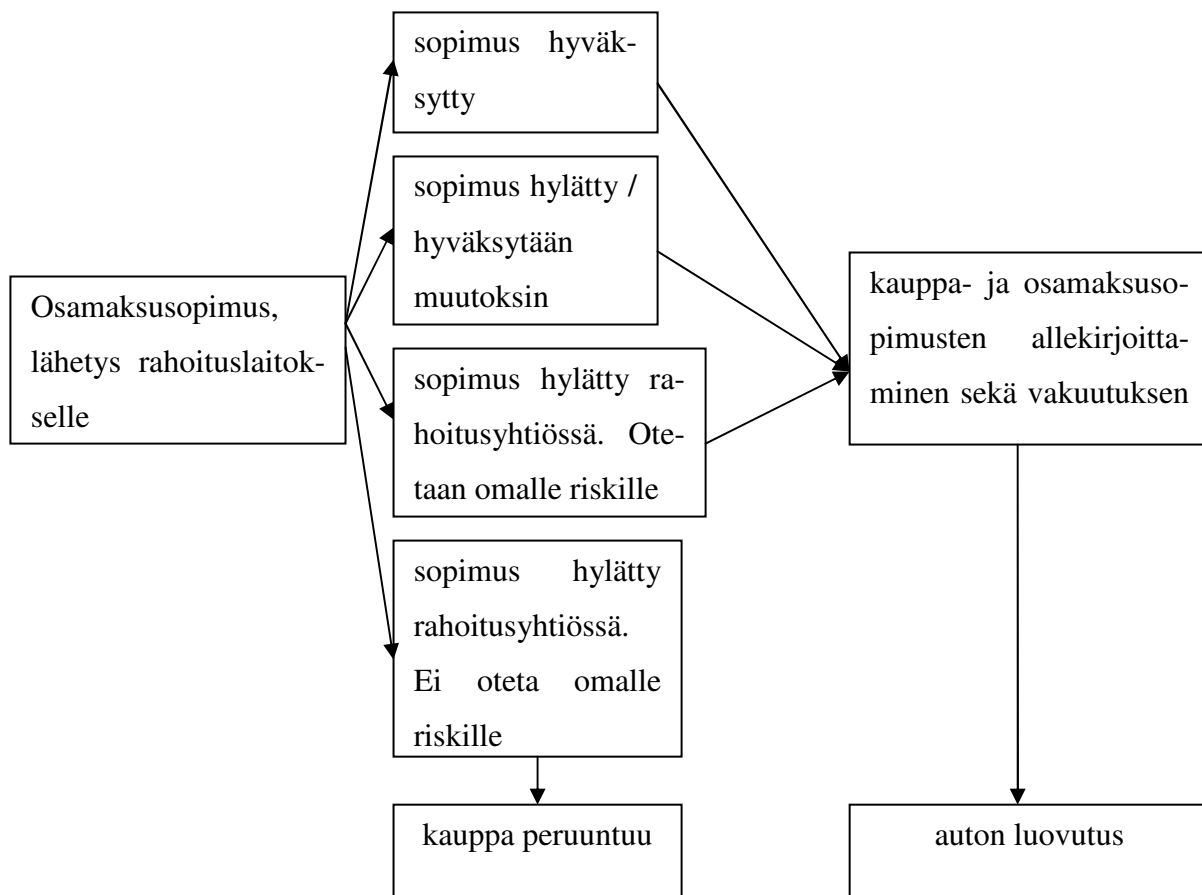 sopimus hyväk-
sytty
sopimus hylätty /
hyväksytään
muutoksin
Osamaksusopimus,
lähetys rahoituslaitok-
selle
kauppa- ja osamaksuso-
pimusten allekirjoitta-
minen sekä vakuutuksen
sopimus hylätty ra-
hoitusyhtiössä. Ote-
taan omalle riskille
sopimus hylätty
rahoitusyhtiössä.
Ei oteta omalle
riskille
kauppa peruuntuu
auton luovutus